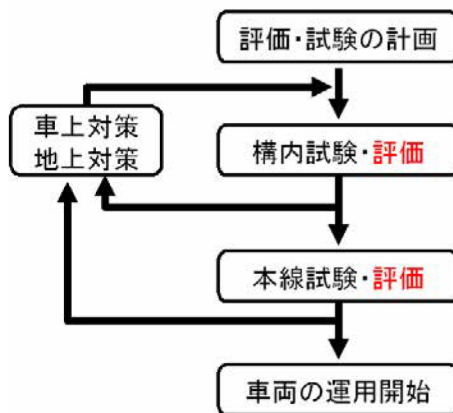 評価・試験の計画
車上対策
地上対策
構内試験・評価
本線試験・評価
車両の運用開始